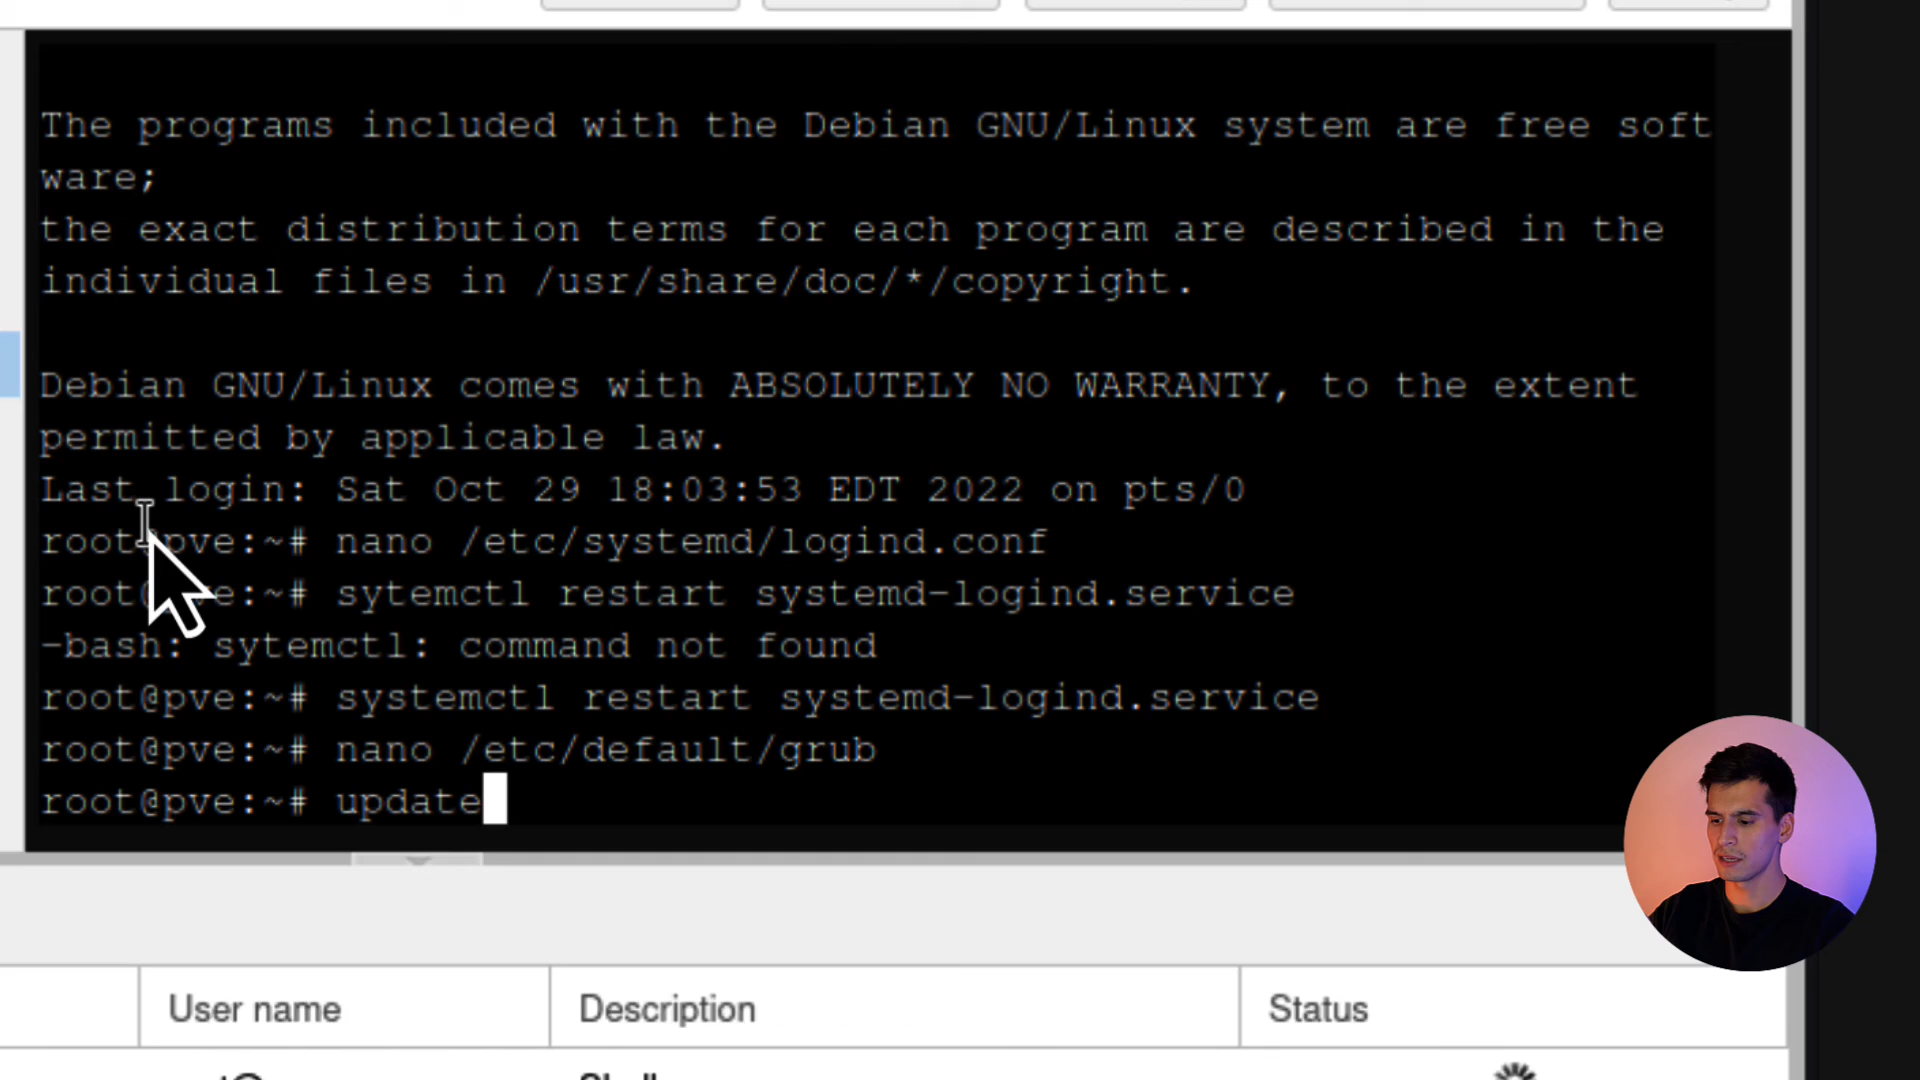 The programs included with the Debian GNU/Linux system are free soft
ware;
the exact distribution terms for each program are described in the
individual files in /usr/share/doc/*/copyright.
Debian GNU/Linux comes with ABSOLUTELY NO WARRANTY, to the extent
permitted by applicable law.
Last login: Sat Oct 29 18:03:53 EDT 2022 on pts/0
root@pve:~# nano /etc/systemd/logind.conf
root@pve:~# sytemctl restart systemd-logind.service
-bash: sytemctl: command not found
root@pve:~# systemctl restart systemd-logind.service
root@pve:~# nano /etc/default/grub
root@pve:~# update
User name Description Status